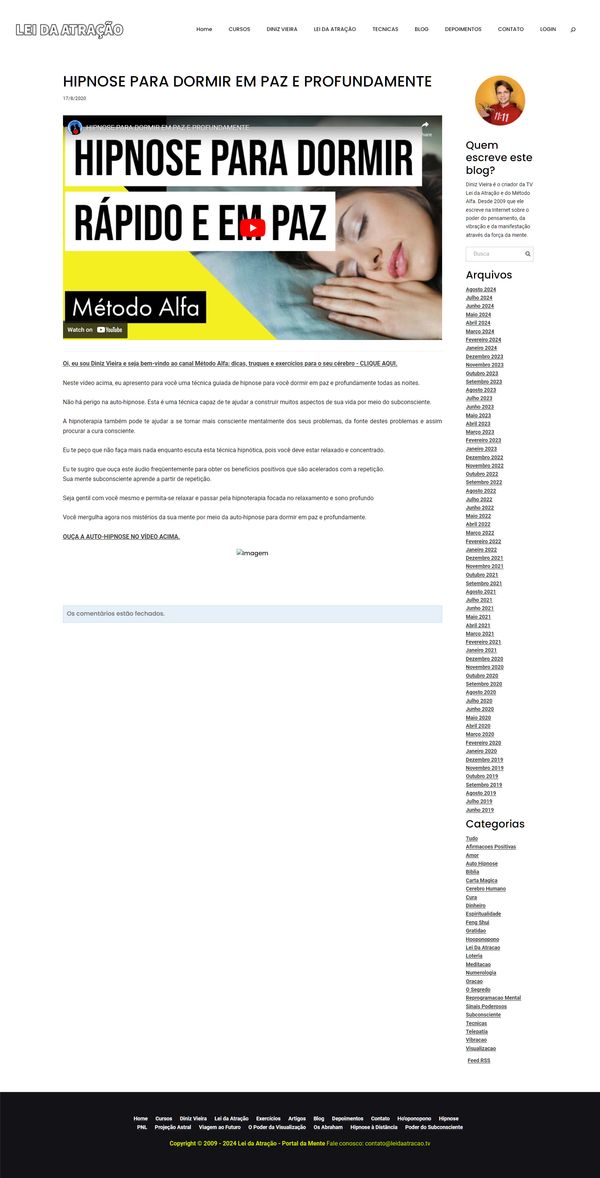 LEI DA ATRAÇÃO
Home CURSOS DINIZ VIEIRA LEI DA ATRAÇÃO TECNICAS BLOG DEPOIMENTOS CONTATO LOGIN
HIPNOSE PARA DORMIR EM PAZ E PROFUNDAMENTE
17/8/2020
HIPNOSE PARA DORMIR EM PAZ E PROFUNDAMENTE
Share
HIPNOSE PARA DORMIR
RÁPIDO E EM PAZ
Método Alfa
Watch on YouTube
Oi, eu sou Diniz Vieira e seja bem-vindo ao canal Método Alfa: dicas, truques e exercícios para o seu cérebro - CLIQUE AQUI.
Neste vídeo acima, eu apresento para você uma técnica guiada de hipnose para você dormir em paz e profundamente todas as noites.
Não há perigo na auto-hipnose. Esta é uma técnica capaz de te ajudar a construir muitos aspectos de sua vida por meio do subconsciente.
A hipnoterapia também pode te ajudar a se tornar mais consciente mentalmente dos seus problemas, da fonte destes problemas e assim
procurar a cura consciente.
Eu te peço que não faça mais nada enquanto escuta esta técnica hipnótica, pois você deve estar relaxado e concentrado.
Eu te sugiro que ouça este áudio freqüentemente para obter os benefícios positivos que são acelerados com a repetição.
Sua mente subconsciente aprende a partir de repetição.
Seja gentil com você mesmo e permita-se relaxar e passar pela hipnoterapia focada no relaxamento e sono profundo
Você mergulha agora nos mistérios da sua mente por meio da auto-hipnose para dormir em paz e profundamente.
OUÇA A AUTO-HIPNOSE NO VÍDEO ACIMA.
Imagem
Os comentários estão fechados.
11:11
Quem
escreve este
blog?
Diniz Vieira é o criador da TV
Lei da Atração e do Método
Alfa. Desde 2009 que ele
escreve na Internet sobre o
poder do pensamento, da
vibração e da manifestação
através da força da mente.
Busca
Arquivos
Agosto 2024
Julho 2024
Junho 2024
Maio 2024
Abril 2024
Março 2024
Fevereiro 2024
Janeiro 2024
Dezembro 2023
Novembro 2023
Outubro 2023
Setembro 2023
Agosto 2023
Julho 2023
Junho 2023
Maio 2023
Abril 2023
Março 2023
Fevereiro 2023
Janeiro 2023
Dezembro 2022
Novembro 2022
Outubro 2022
Setembro 2022
Agosto 2022
Julho 2022
Junho 2022
Maio 2022
Abril 2022
Março 2022
Fevereiro 2022
Janeiro 2022
Dezembro 2021
Novembro 2021
Outubro 2021
Setembro 2021
Agosto 2021
Julho 2021
Junho 2021
Maio 2021
Abril 2021
Março 2021
Fevereiro 2021
Janeiro 2021
Dezembro 2020
Novembro 2020
Outubro 2020
Setembro 2020
Agosto 2020
Julho 2020
Junho 2020
Maio 2020
Abril 2020
Março 2020
Fevereiro 2020
Janeiro 2020
Dezembro 2019
Novembro 2019
Outubro 2019
Setembro 2019
Agosto 2019
Julho 2019
Junho 2019
Categorias
Tudo
Afirmacoes Positivas
Amor
Auto Hipnose
Biblia
Carta Magica
Cerebro Humano
Cura
Dinheiro
Espiritualidade
Feng Shui
Gratidao
Hooponopono
Lei Da Atracao
Loteria
Meditacao
Numerologia
Oracao
O Segredo
Reprogramacao Mental
Sinais Poderosos
Subconsciente
Tecnicas
Telepatia
Vibracao
Visualizacao
Feed RSS
Home Cursos Diniz Vieira Lei da Atração Exercícios Artigos Blog Depoimentos Contato Ho'oponopono Hipnose
PNL Projeção Astral Viagem ao Futuro O Poder da Visualização Os Abraham Hipnose à Distância Poder do Subconsciente
Copyright © 2009 - 2024 Lei da Atração - Portal da Mente Fale conosco: contato@leidaatracao.tv